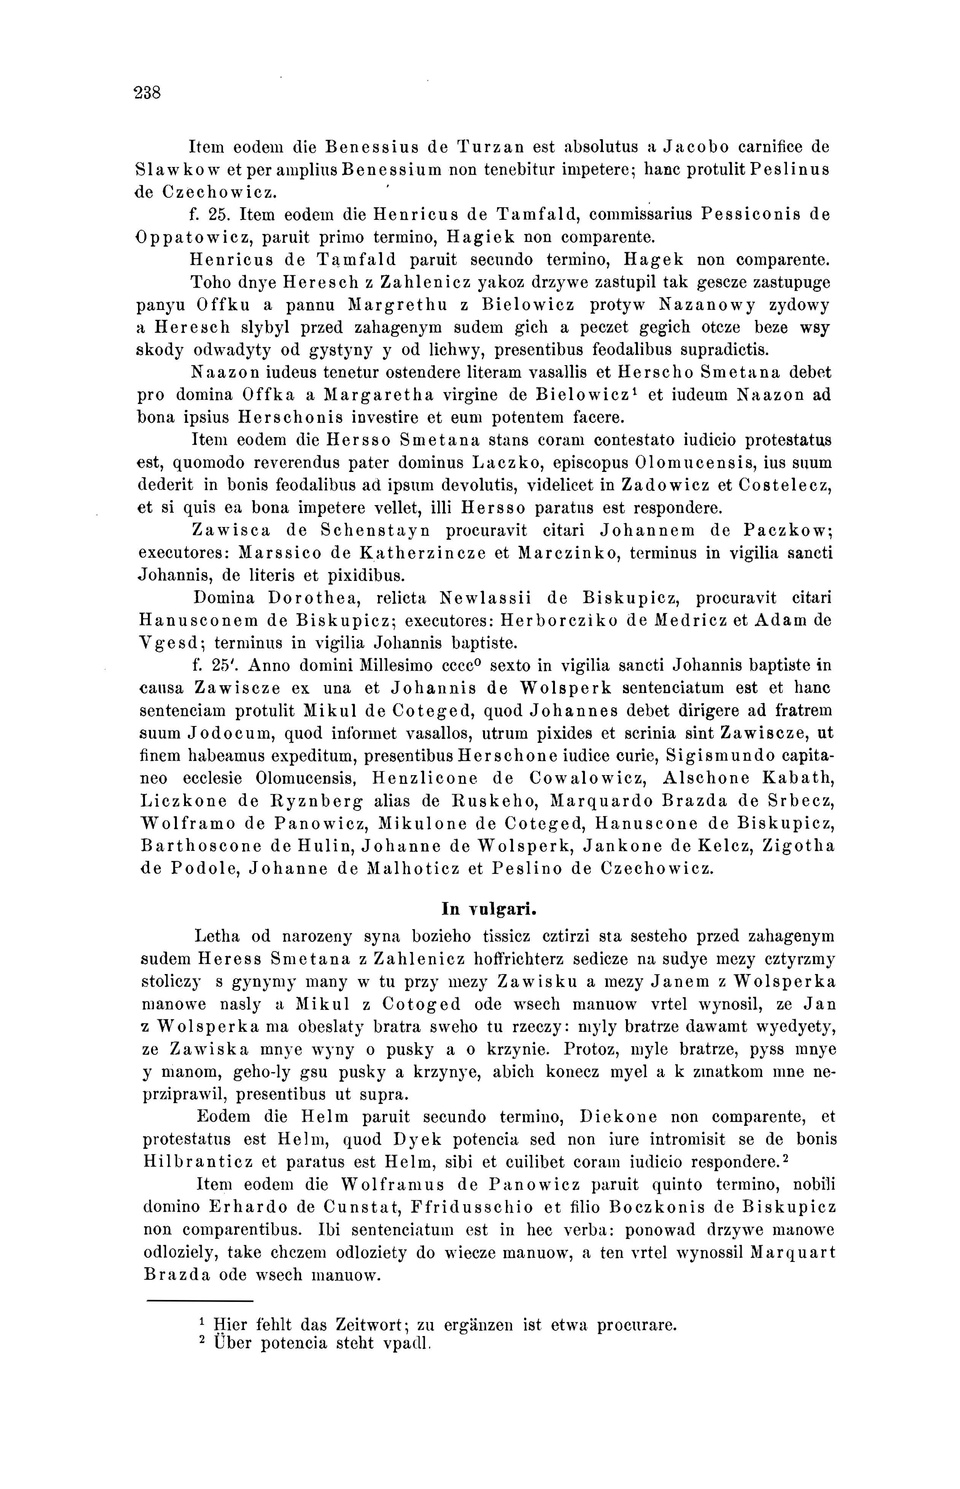 238
Item eodem die Benessius de Turzan est absolutus a Jacobo carnifice de
Slawkow et per amplius Benessium non tenebitur impetere; hanc protulit Peslinus
de Czechowicz.
f. 25. Item eodem die Henricus de Tamfald, commissarius Pessiconis de
Oppatowicz, paruit primo termino, Hagiek non comparente.
Henricus de Tamfald paruit secundo termino, Hagek non comparente.
Toho dnye Heresch z Zahlenicz yakoz drzywe zastupil tak gescze zastupuge
panyu Offku a pannu Margrethu z Bielowicz protyw Nazanowy zydowy
a Heresch slybyl przed zahagenym sudem gich a peczet gegich otcze beze wsy
skody odwadyty od gystyny y od lichwy, presentibus feodalibus supradictis.
Naazon iudeus tenetur ostendere literam vasallis et Herscho Smetana debet
pro domina Offka a Margaretha virgine de Bielowicz¹ et iudeum Naazon ad
bona ipsius Herschonis investire et eum potentem facere.
Item eodem die Hersso Smetana stans coram contestato iudicio protestatus
est, quomodo reverendus pater dominus Laczko, episcopus Olomucensis, ius suum
dederit in bonis feodalibus ad ipsum devolutis, videlicet in Zadowicz et Costelecz,
et si quis ea bona impetere vellet, illi Hersso paratus est respondere.
Zawisca de Schenstayn procuravit citari Johannem de Paczkow;
executores: Marssico de Katherzincze et Marczinko, terminus in vigilia sancti
Johannis, de literis et pixidibus.
Domina Dorothea, relicta Newlassii de Biskupicz, procuravit citari
Hanusconem de Biskupicz; executores: Herborcziko de Medricz et Adam de
Vgesd; terminus in vigilia Johannis baptiste.
f. 25′. Anno domini Millesimo cccc⁰ sexto in vigilia sancti Johannis baptiste in
causa Zawiscze ex una et Johannis de Wolsperk sentenciatum est et hanc
sentenciam protulit Mikul de Coteged, quod Johannes debet dirigere ad fratrem
suum Jodocum, quod informet vasallos, utrum pixides et scrinia sint Zawiscze, ut
finem habeamus expeditum, presentibus Herschone iudice curie, Sigismundo capita-
neo ecclesie Olomucensis, Henzlicone de Cowalowicz, Alschone Kabath,
Liczkone de Ryznberg alias de Ruskeho, Marquardo Brazda de Srbecz,
Wolframo de Panowicz, Mikulone de Coteged, Hanuscone de Biskupicz,
Barthoscone de Hulin, Johanne de Wolsperk, Jankone de Kelcz, Zigotha
de Podole, Johanne de Malhoticz et Peslino de Czechowicz.
In vulgari.
Letha od narozeny syna bozieho tissicz cztirzi sta sesteho przed zahagenym
sudem Heress Smetana z Zahlenicz hoffrichterz sedicze na sudye mezy cztyrzmy
stoliczy s gynymy many w tu przy mezy Zawisku a mezy Janem z Wolsperka
manowe nasly a Mikul z Cotoged ode wsech manuow vrtel wynosil, ze Jan
z Wolsperka ma obeslaty bratra sweho tu rzeczy: myly bratrze dawamt wyedyety,
ze Zawiska mnye wyny o pusky a o krzynie. Protoz, myle bratrze, pyss mnye
y manom, geho-ly gsu pusky a krzynye, abich konecz myel a k zmatkom mne ne-
prziprawil, presentibus ut supra.
Eodem die Helm paruit secundo termino, Diekone non comparente, et
protestatus est Helm, quod Dyek potencia sed non iure intromisit se de bonis
Hilbranticz et paratus est Helm, sibi et cuilibet coram iudicio respondere.²
Item eodem die Wolframus de Panowicz paruit quinto termino, nobili
domino Erhardo de Cunstat, Ffridusschio et filio Boczkonis de Biskupicz
non comparentibus. Ibi sentenciatum est in hec verba: ponowad drzywe manowe
odloziely, take chczem odloziety do wiecze manuow, a ten vrtel wynossil Marquart
Brazda ode wsech manuow.
¹ Hier fehlt das Zeitwort; zu ergänzen ist etwa procurare.
² Über potencia steht vpadl.